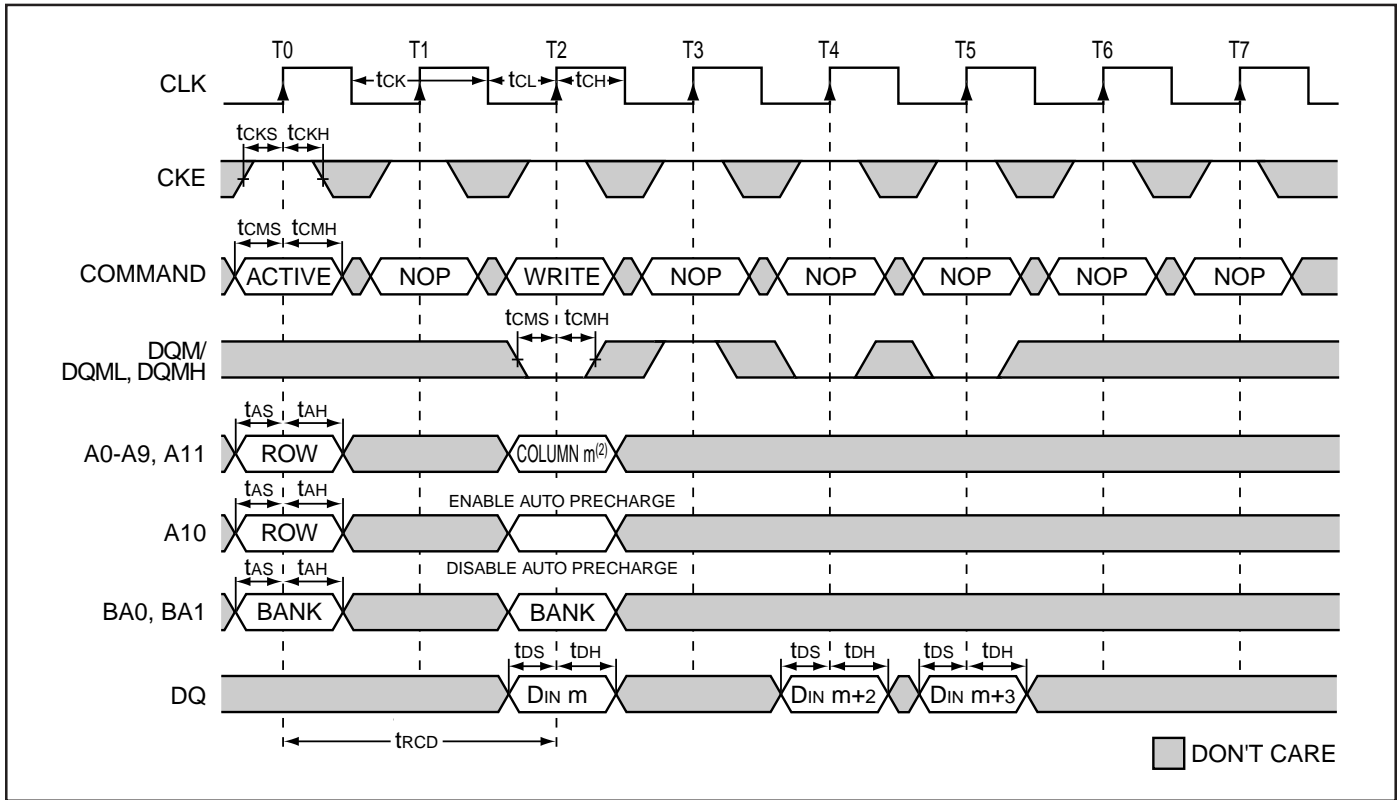 T0 T1 T2 T3 T4 T5 T6 T7
CLK tCK tCL tCH
tCKS tCKH
CKE
tCMS tCMH
COMMAND ACTIVE NOP WRITE NOP NOP NOP NOP NOP
tCMS tCMH
DQM/
DQML, DQMH
tAS tAH
A0-A9, A11 ROW COLUMN m(2)
tAS tAH ENABLE AUTO PRECHARGE
A10 ROW
DISABLE AUTO PRECHARGE
tAS tAH
BA0, BA1 BANK BANK
tDS tDH tDS tDH tDS tDH
DQ DIN m DIN m+2 DIN m+3
tRCD
DON'T CARE